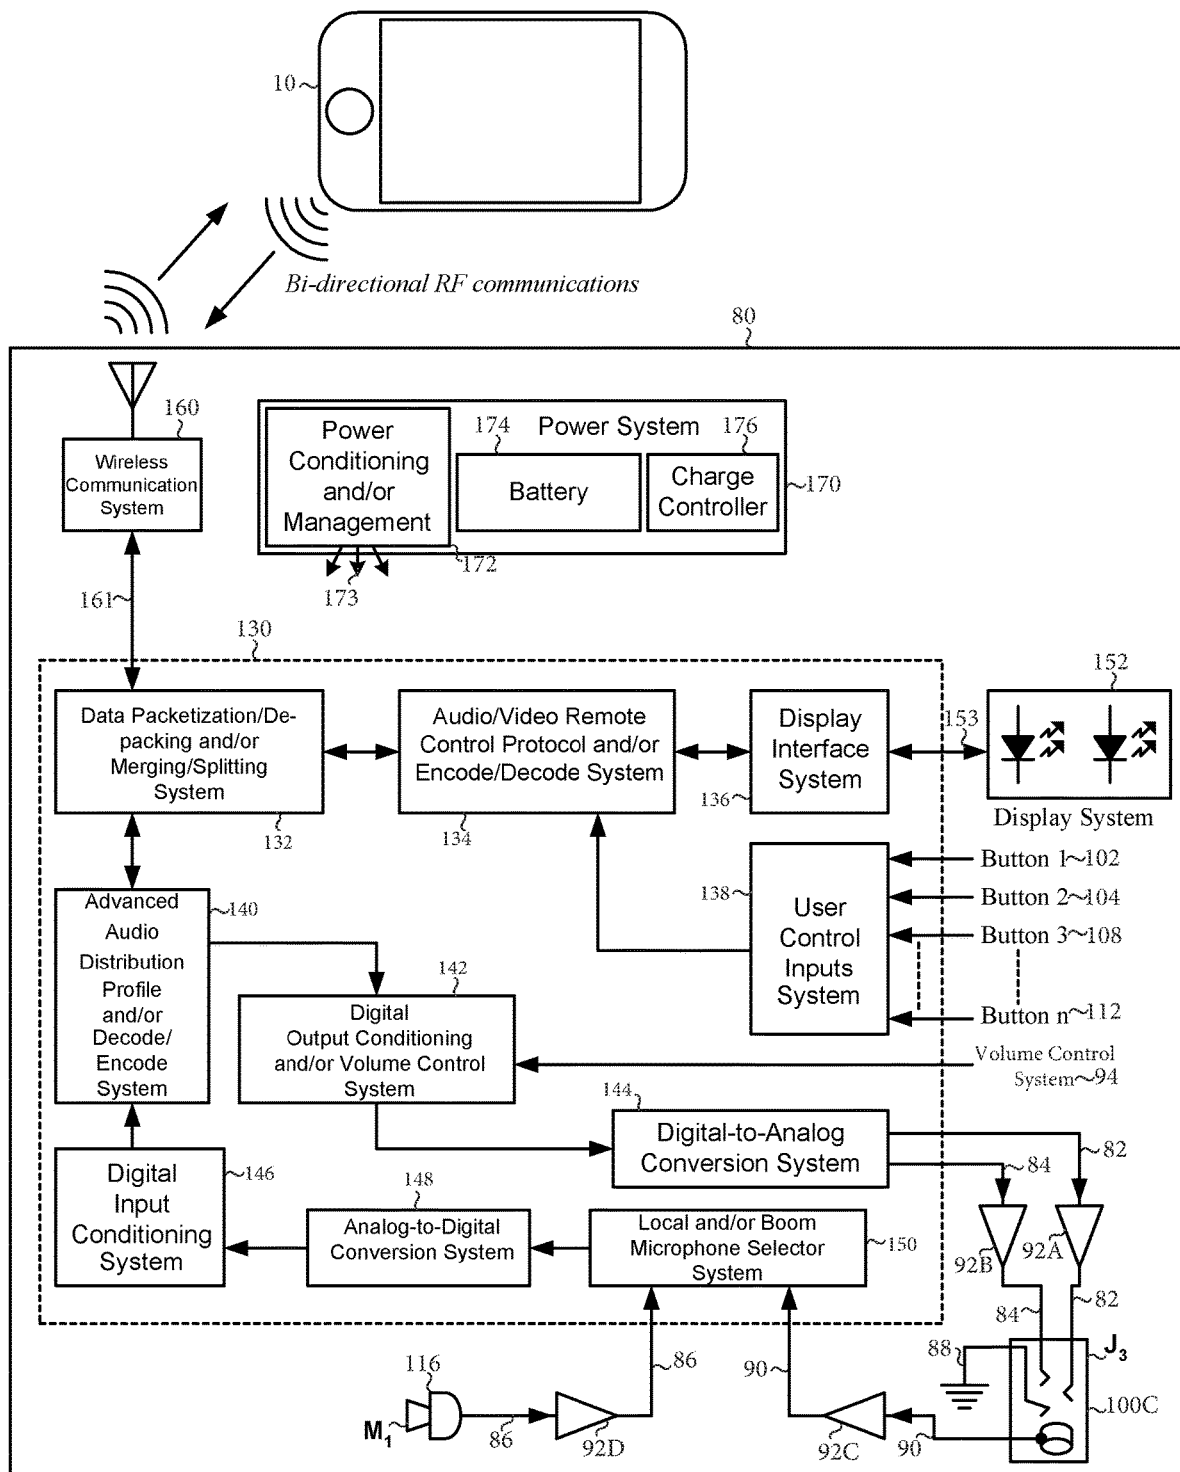 10
Bi-directional RF communications
80
160
Wireless
Communication
System
Power
Conditioning
and/or
Management
Power System
174
Battery
176
Charge
Controller
170
172
173
161
130
Data Packetization/De-
packing and/or
Merging/Splitting
System
132
Audio/Video Remote
Control Protocol and/or
Encode/Decode System
134
Display
Interface
System
136
153
152
Display System
138
User
Control
Inputs
System
Button 1~102
Button 2~104
Button 3~108
Button n~112
Advanced
Audio
Distribution
Profile
and/or
Decode/
Encode
System
140
142
Digital
Output Conditioning
and/or Volume Control
System
Volume Control
System~94
144
Digital-to-Analog
Conversion System
84
82
92B
92A
84
82
Digital
Input
Conditioning
System
146
148
Analog-to-Digital
Conversion System
Local and/or Boom
Microphone Selector
System
150
116
M1
86
92D
86
90
92C
90
88
J3
100C